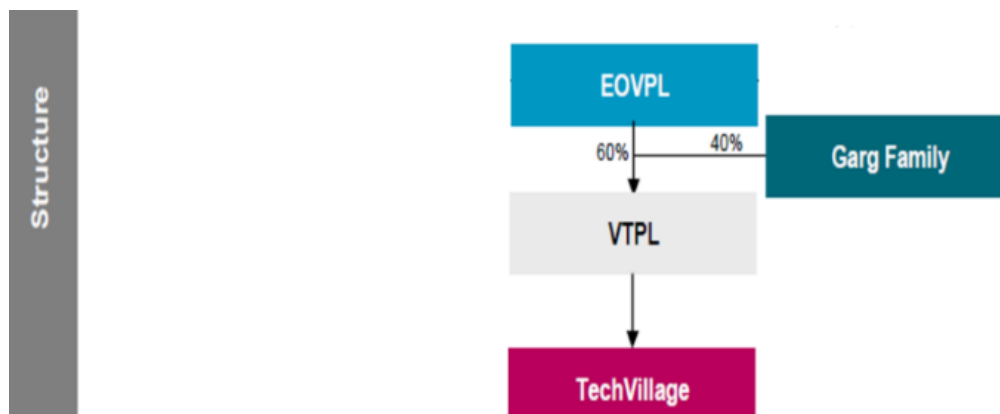 Structure
EOVPL
60%
40%
Garg Family
VTPL
TechVillage